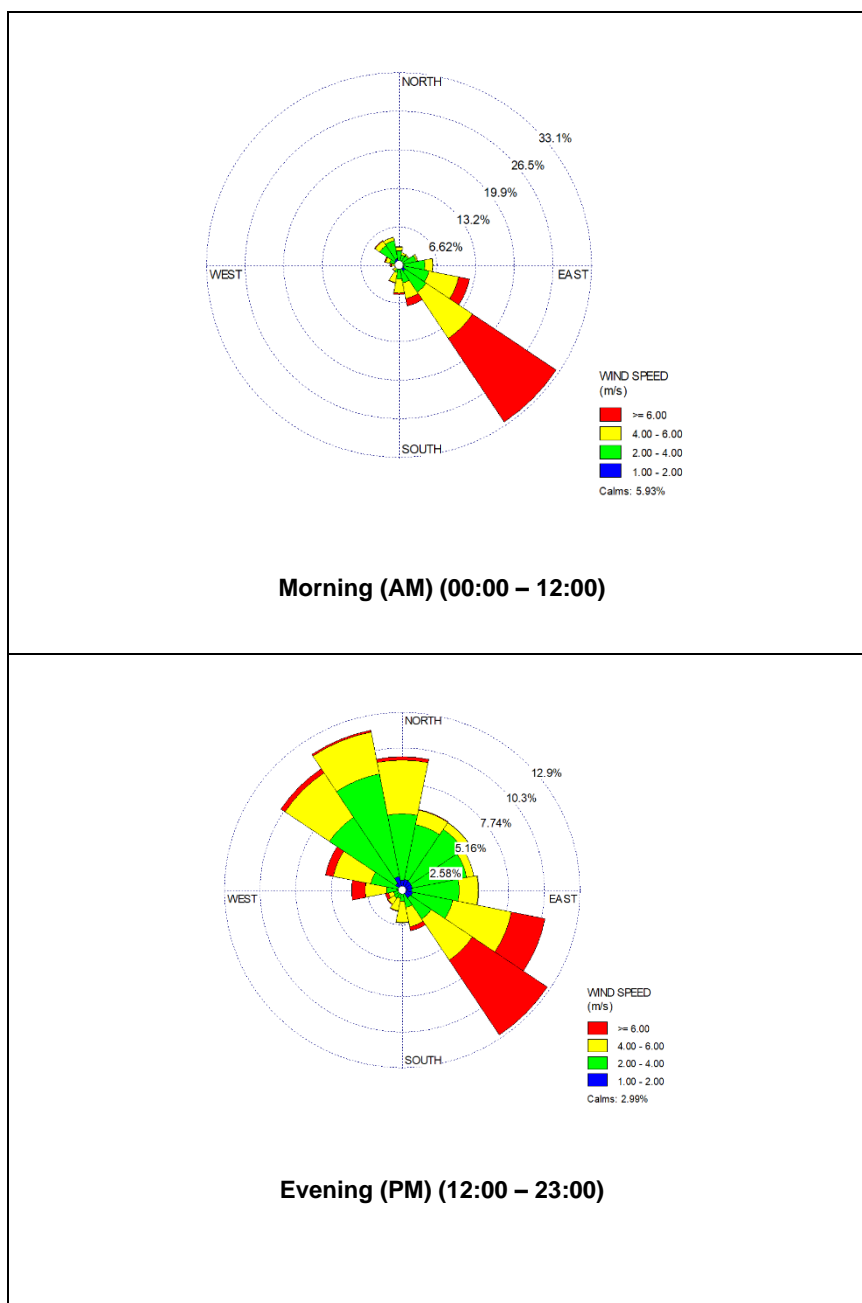 NORTH
33.1%
26.5%
19.9%
13.2%
6.62%
WEST
EAST
SOUTH
WIND SPEED
(m/s)
>= 6.00
4.00 - 6.00
2.00 - 4.00
1.00 - 2.00
Calms: 5.93%
Morning (AM) (00:00 – 12:00)
NORTH
12.9%
10.3%
7.74%
5.16%
2.58%
WEST
EAST
SOUTH
WIND SPEED
(m/s)
>= 6.00
4.00 - 6.00
2.00 - 4.00
1.00 - 2.00
Calms: 2.99%
Evening (PM) (12:00 – 23:00)